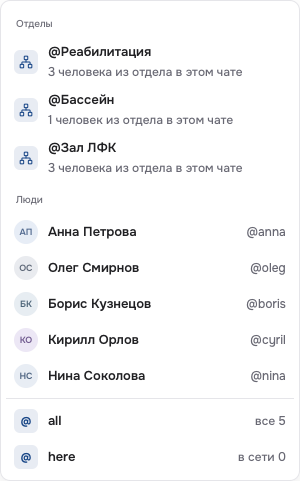 Отделы
@Реабилитация
3 человека из отдела в этом чате
@Бассейн
1 человек из отдела в этом чате
@Зал ЛФК
3 человека из отдела в этом чате
Люди
АП Анна Петрова @anna
ОС Олег Смирнов @oleg
БК Борис Кузнецов @boris
КО Кирилл Орлов @cyril
НС Нина Соколова @nina
@ all все 5
@ here в сети 0